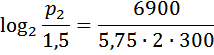 log₂ p₂/1,5 = 6900/(5,75 · 2 · 300)